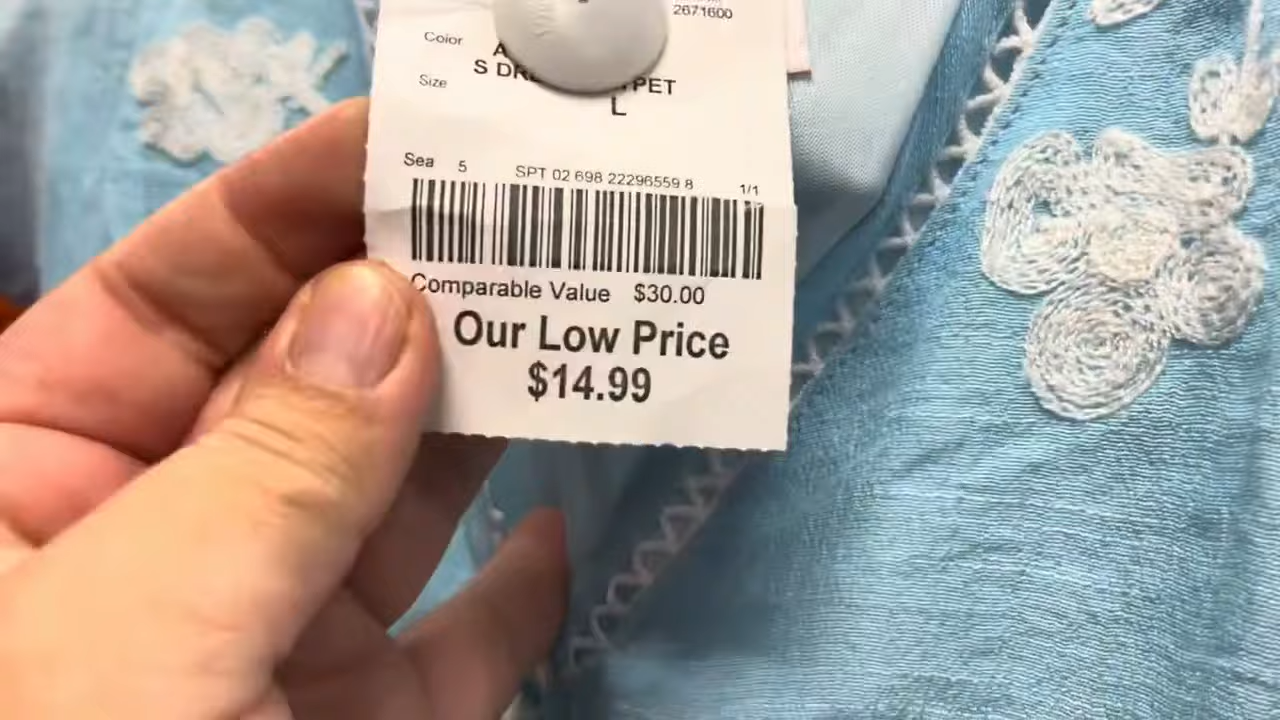 2671600
Color
S
PET
Size
L
Sea 5 SPT 02 698 22296559 8 1/1
Comparable Value $30.00
Our Low Price
$14.99